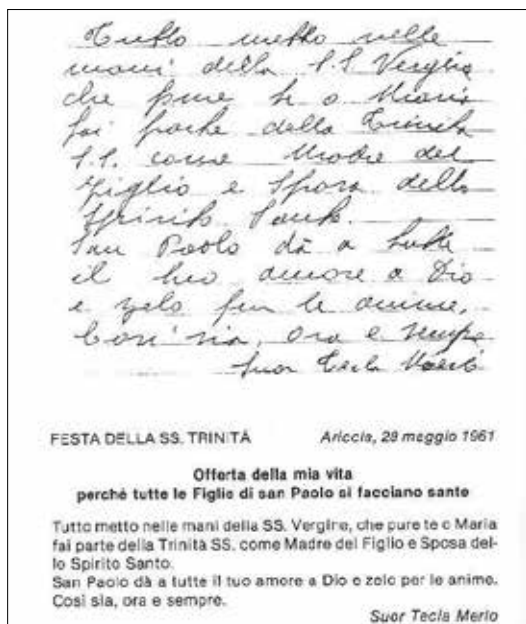 Tutto metto nelle
mani della S.S. Vergine
che pure te o Maria
fai parte della Trinità
S.S. come Madre del
Figlio e Sposa dello
Spirito Santo.
San Paolo dà a tutte
il tuo amore a Dio
e zelo per le anime.
Così sia, ora e sempre
Suor Tecla Merlo
FESTA DELLA SS. TRINITÀ Ariccia, 28 maggio 1961
Offerta della mia vita
perché tutte le Figlie di san Paolo si facciano sante
Tutto metto nelle mani della SS. Vergine, che pure te o Maria
fai parte della Trinità SS. come Madre del Figlio e Sposa del-
lo Spirito Santo.
San Paolo dà a tutte il tuo amore a Dio e zelo per le anime.
Così sia, ora e sempre.
Suor Tecla Merlo